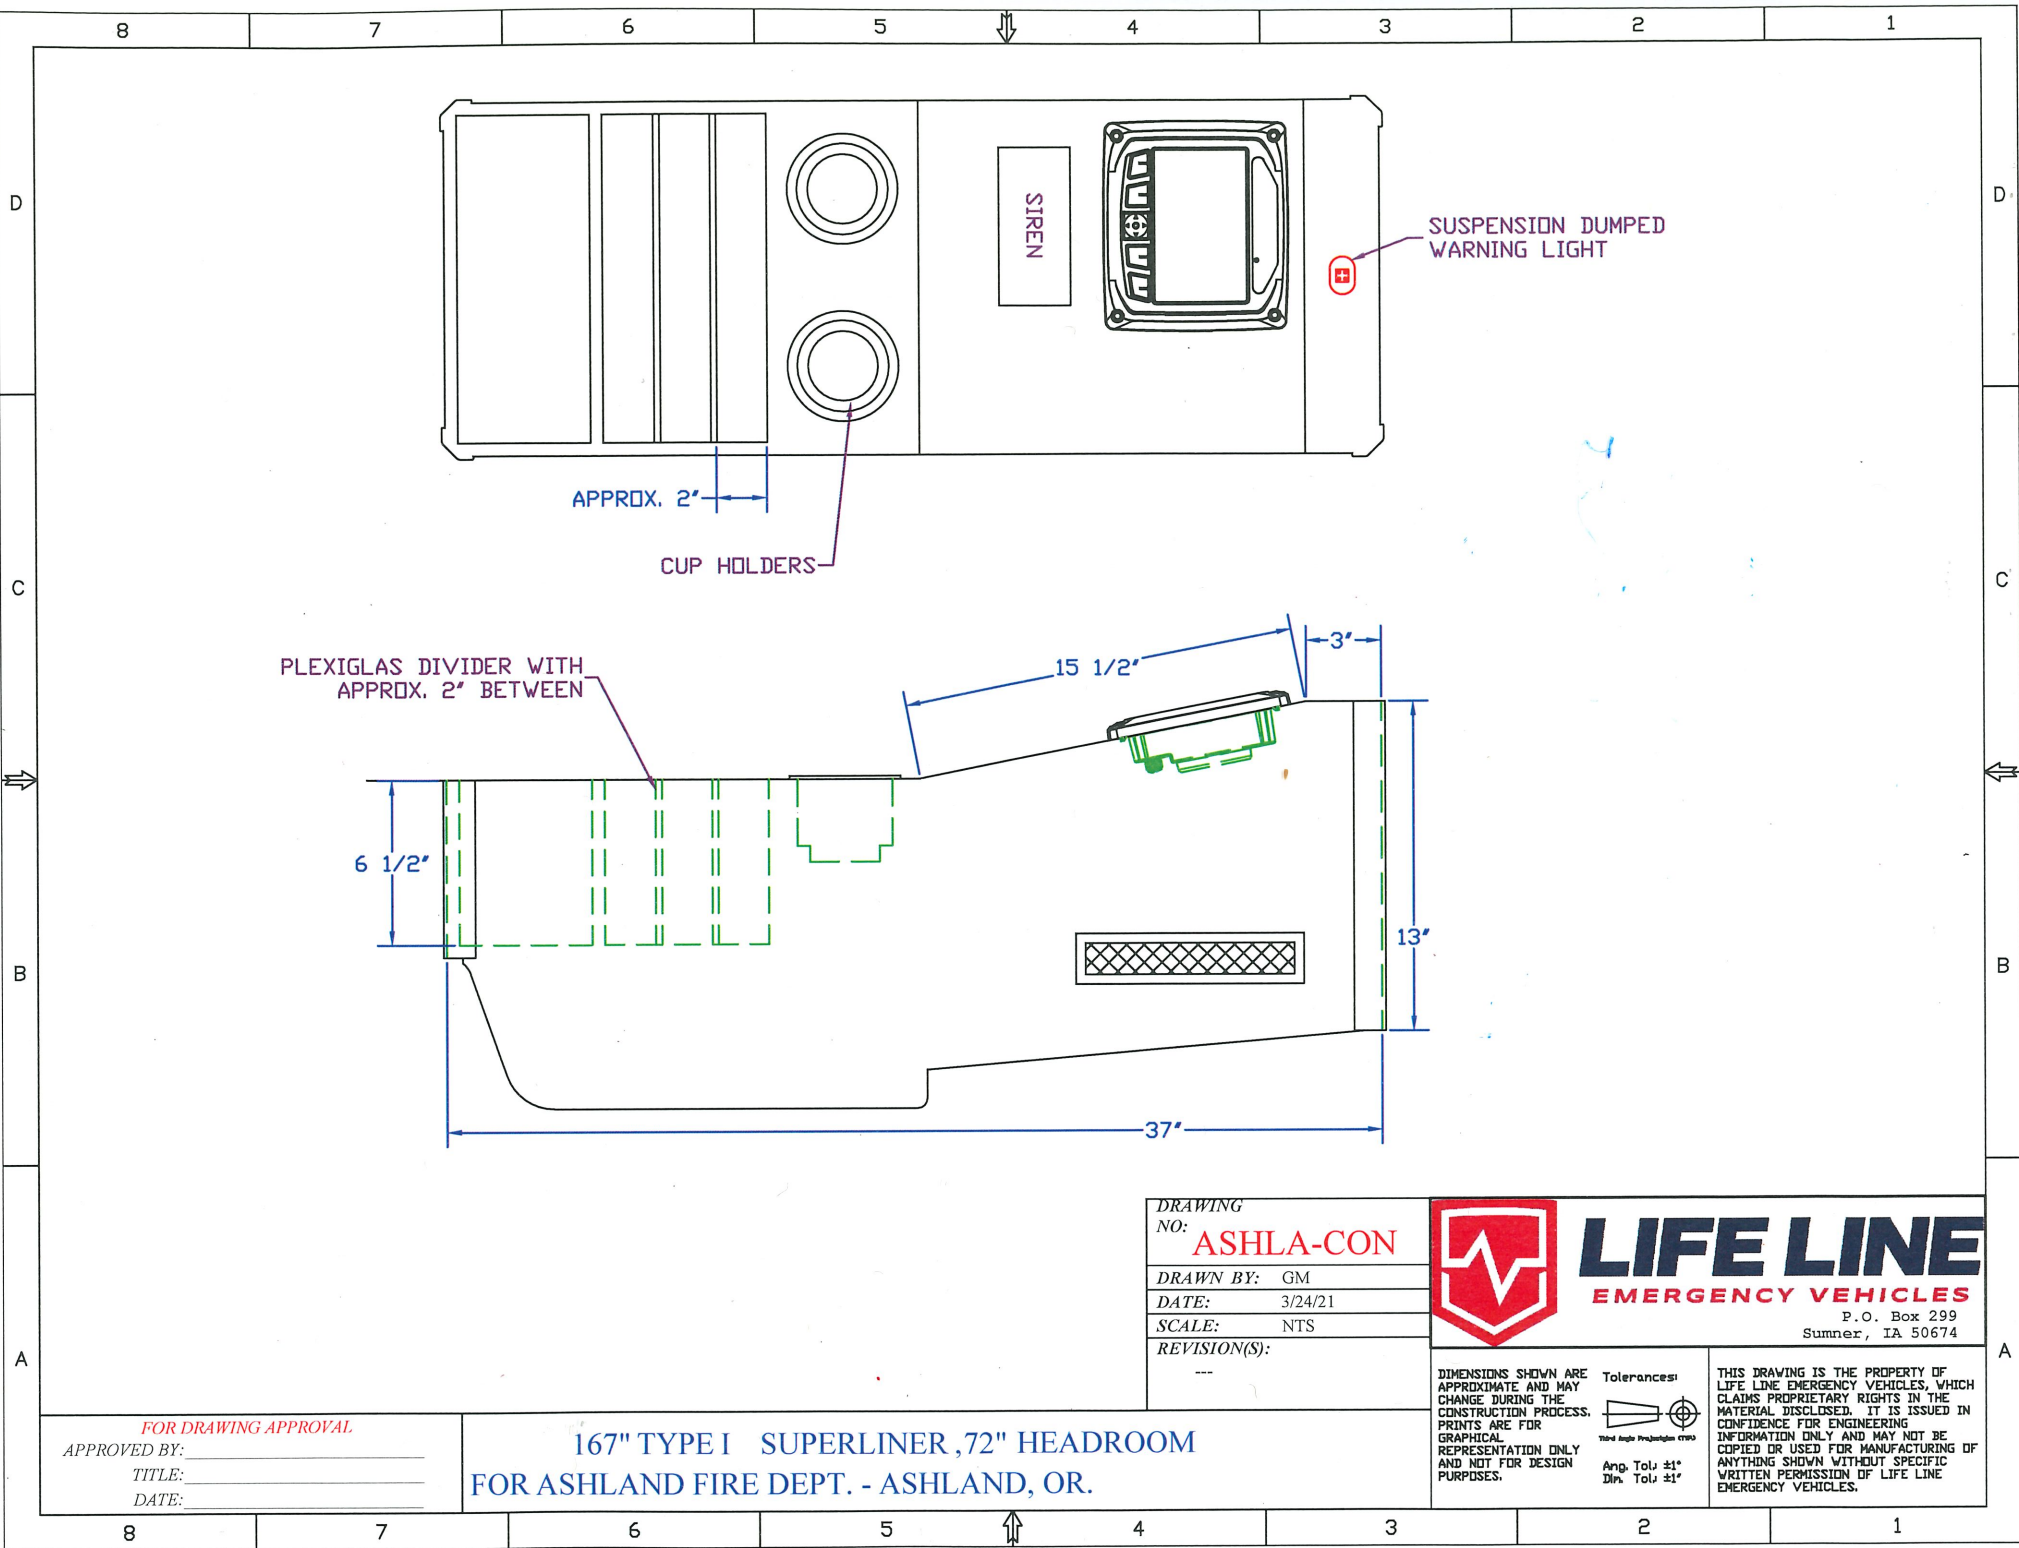 8 7 6 5 4 3 2 1
D
D
SIREN
SUSPENSION DUMPED
WARNING LIGHT
APPROX. 2"
CUP HOLDERS
C
C
PLEXIGLAS DIVIDER WITH
APPROX. 2" BETWEEN
15 1/2"
3"
6 1/2"
13"
B
B
37"
DRAWING
NO:
ASHLA-CON
DRAWN BY: GM
DATE: 3/24/21
SCALE: NTS
REVISION(S):
---
LIFE LINE
EMERGENCY VEHICLES
P.O. Box 299
Sumner, IA 50674
A
A
DIMENSIONS SHOWN ARE
APPROXIMATE AND MAY
CHANGE DURING THE
CONSTRUCTION PROCESS.
PRINTS ARE FOR
GRAPHICAL
REPRESENTATION ONLY
AND NOT FOR DESIGN
PURPOSES.
Tolerances:
Third Angle Projection (TYP.)
Ang. Tol.: ±1°
Dim. Tol.: ±1"
THIS DRAWING IS THE PROPERTY OF
LIFE LINE EMERGENCY VEHICLES, WHICH
CLAIMS PROPRIETARY RIGHTS IN THE
MATERIAL DISCLOSED. IT IS ISSUED IN
CONFIDENCE FOR ENGINEERING
INFORMATION ONLY AND MAY NOT BE
COPIED OR USED FOR MANUFACTURING OF
ANYTHING SHOWN WITHOUT SPECIFIC
WRITTEN PERMISSION OF LIFE LINE
EMERGENCY VEHICLES.
FOR DRAWING APPROVAL
APPROVED BY:
TITLE:
DATE:
167" TYPE I SUPERLINER ,72" HEADROOM
FOR ASHLAND FIRE DEPT. - ASHLAND, OR.
8 7 6 5 4 3 2 1